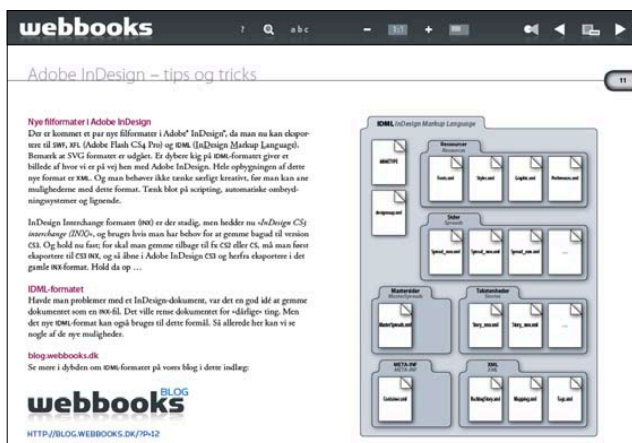 webbooks
? abc − 1:1 +
Adobe InDesign – tips og tricks
11
Nye filformater i Adobe InDesign
Der er kommet et par nye filformater i Adobe® InDesign®, da man nu kan ekspor-
tere til SWF, XFL (Adobe Flash CS4 Pro) og IDML (InDesign Markup Language).
Bemærk at SVG formatet er udgået. Et dybere kig på IDML-formatet giver et
billede af hvor vi er på vej hen med Adobe InDesign. Hele opbygningen af dette
nye format er XML. Og man behøver ikke tænke særligt kreativt, før man kan ane
mulighederne med dette format. Tænk blot på scripting, automatiske ombryd-
ningssystemer og lignende.
InDesign Interchange formatet (INX) er der stadig, men hedder nu »InDesign CS3
interchange (INX)«, og bruges hvis man har behov for at gemme bagud til version
CS3. Og hold nu fast; for skal man gemme tilbage til fx CS2 eller CS, må man først
eksportere til CS3 INX, og så åbne i Adobe InDesign CS3 og herfra eksportere i det
gamle INX-format. Hold da op ...
IDML-formatet
Havde man problemer med et InDesign-dokument, var det en god idé at gemme
dokumentet som en INX-fil. Det ville rense dokumentet for »dårlige« ting. Men
det nye IDML-format kan også bruges til dette formål. Så allerede her kan vi se
nogle af de nye muligheder.
blog.webbooks.dk
Se mere i dybden om IDML-formatet på vores blog i dette indlæg:
webbooks BLOG
HTTP://BLOG.WEBBOOKS.DK/?P=12
IDML InDesign Markup Language
MIMETYPE
designmap.xml
Ressourcer
Resources
Fonts.xml Styles.xml Graphic.xml Preferences.xml
Sider
Spreads
Spread_nnn.xml Spread_nnn.xml Spread_nnn.xml ...
Mastersider
MasterSpreads
MasterSpreads.xml
Tekstenheder
Stories
Story_nnn.xml Story_nnn.xml ...
META-INF
META-INF
Container.xml
XML
XML
BackingStory.xml Mapping.xml Tags.xml